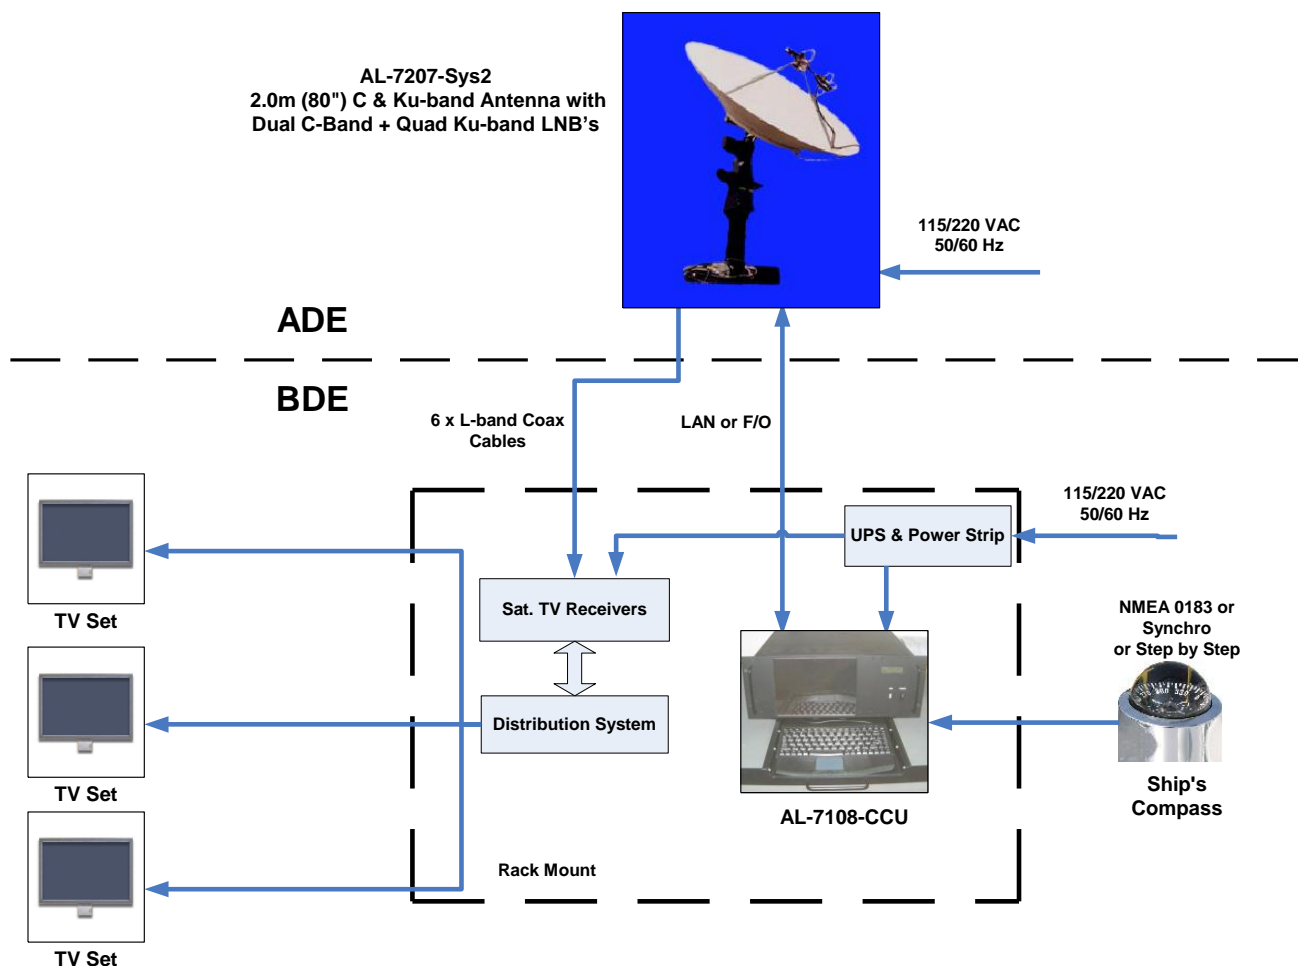 AL-7207-Sys2
2.0m (80") C & Ku-band Antenna with
Dual C-Band + Quad Ku-band LNB's
115/220 VAC
50/60 Hz
ADE
BDE
6 x L-band Coax
Cables
LAN or F/O
115/220 VAC
50/60 Hz
UPS & Power Strip
TV Set
Sat. TV Receivers
NMEA 0183 or
Synchro
or Step by Step
Distribution System
TV Set
Ship's
Compass
AL-7108-CCU
Rack Mount
TV Set